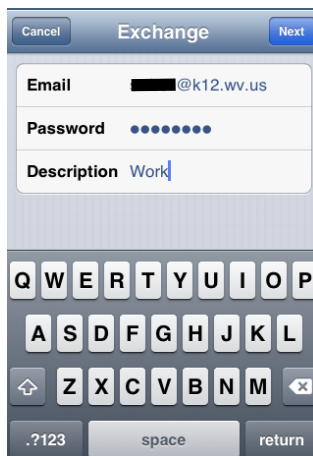 Cancel Exchange Next
Email @k12.wv.us
Password ●●●●●●●●
Description Work
Q W E R T Y U I O P
A S D F G H J K L
Z X C V B N M
.?123 space return